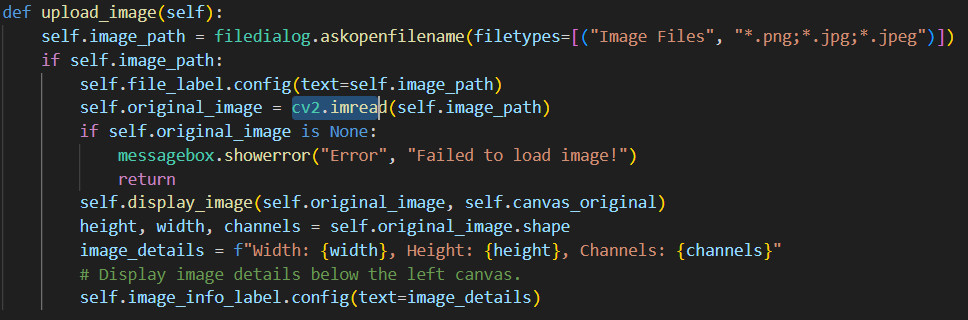 def upload_image(self):
    self.image_path = filedialog.askopenfilename(filetypes=[("Image Files", "*.png;*.jpg;*.jpeg")])
    if self.image_path:
        self.file_label.config(text=self.image_path)
        self.original_image = cv2.imread(self.image_path)
        if self.original_image is None:
            messagebox.showerror("Error", "Failed to load image!")
            return
        self.display_image(self.original_image, self.canvas_original)
        height, width, channels = self.original_image.shape
        image_details = f"Width: {width}, Height: {height}, Channels: {channels}"
        # Display image details below the left canvas.
        self.image_info_label.config(text=image_details)